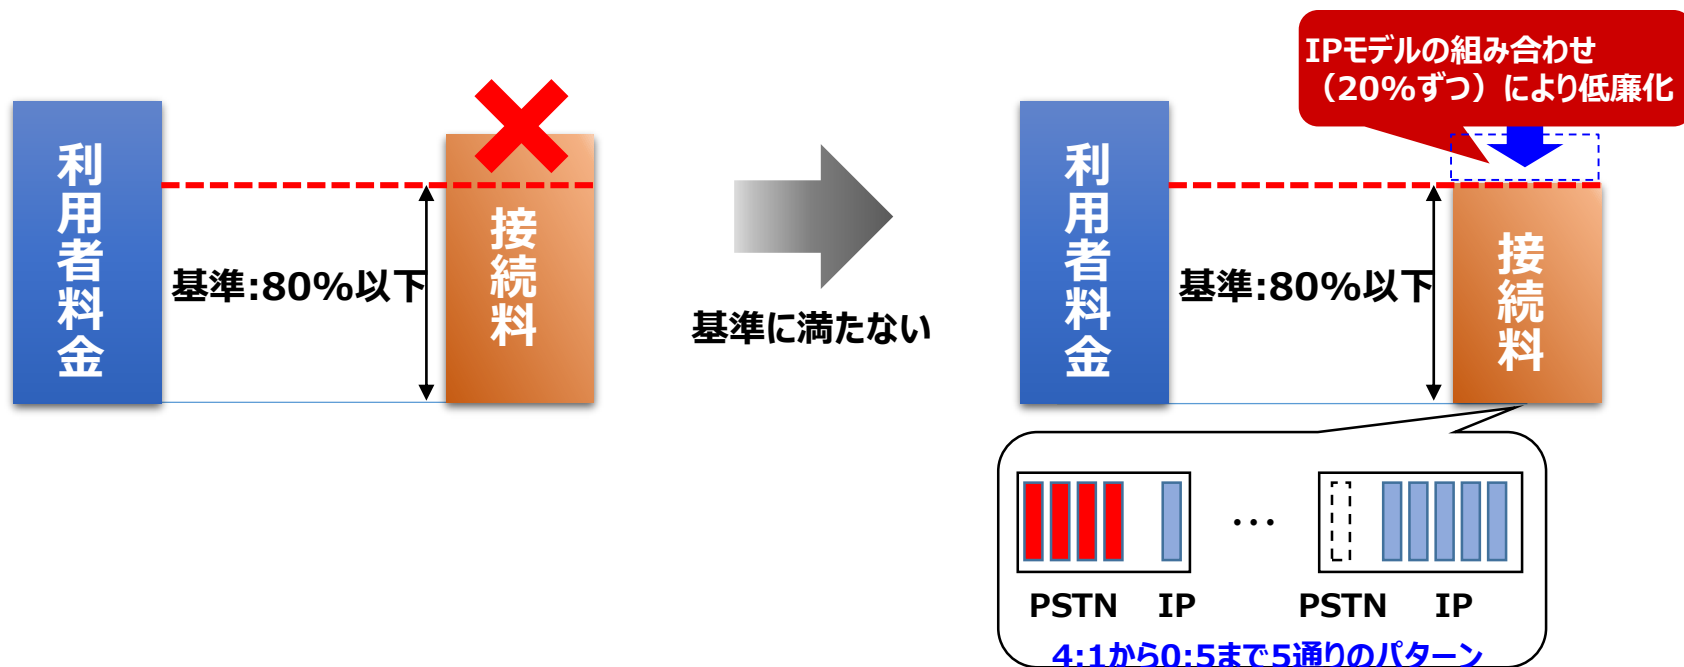 IPモデルの組み合わせ
（20%ずつ）により低廉化
利用者料金
基準:80%以下
接続料
基準に満たない
利用者料金
基準:80%以下
接続料
…
PSTN IP
PSTN IP
4:1から0:5まで5通りのパターン